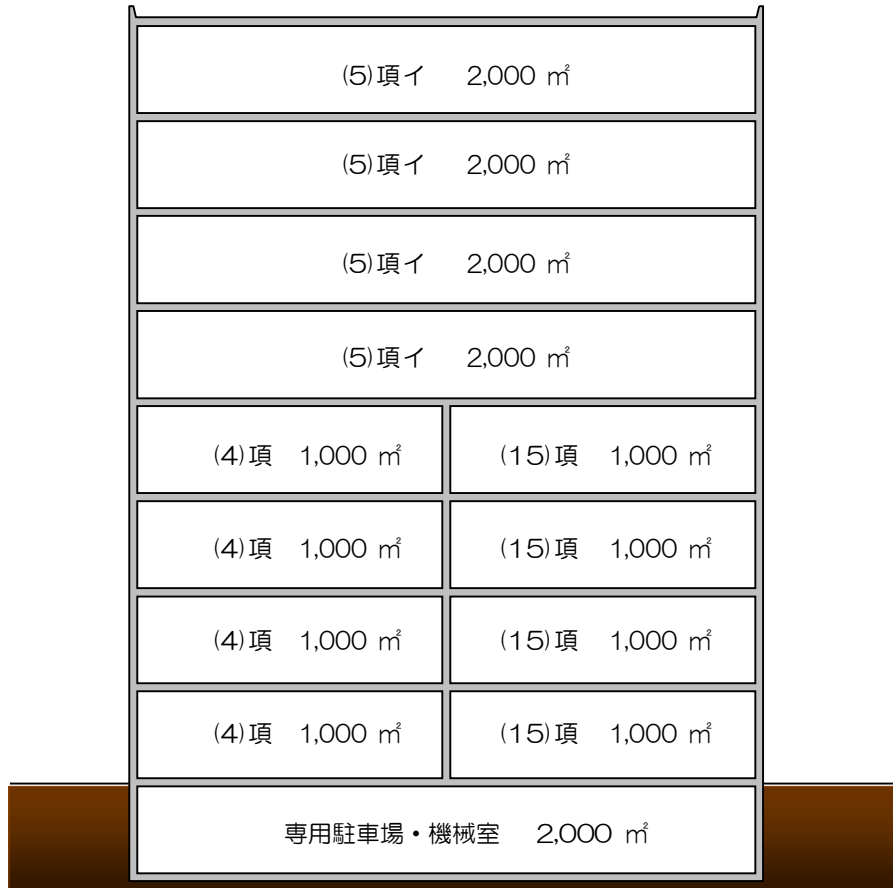 (5)項イ　2,000 ㎡
(5)項イ　2,000 ㎡
(5)項イ　2,000 ㎡
(5)項イ　2,000 ㎡
(4)項　1,000 ㎡　(15)項　1,000 ㎡
(4)項　1,000 ㎡　(15)項　1,000 ㎡
(4)項　1,000 ㎡　(15)項　1,000 ㎡
(4)項　1,000 ㎡　(15)項　1,000 ㎡
専用駐車場・機械室　2,000 ㎡